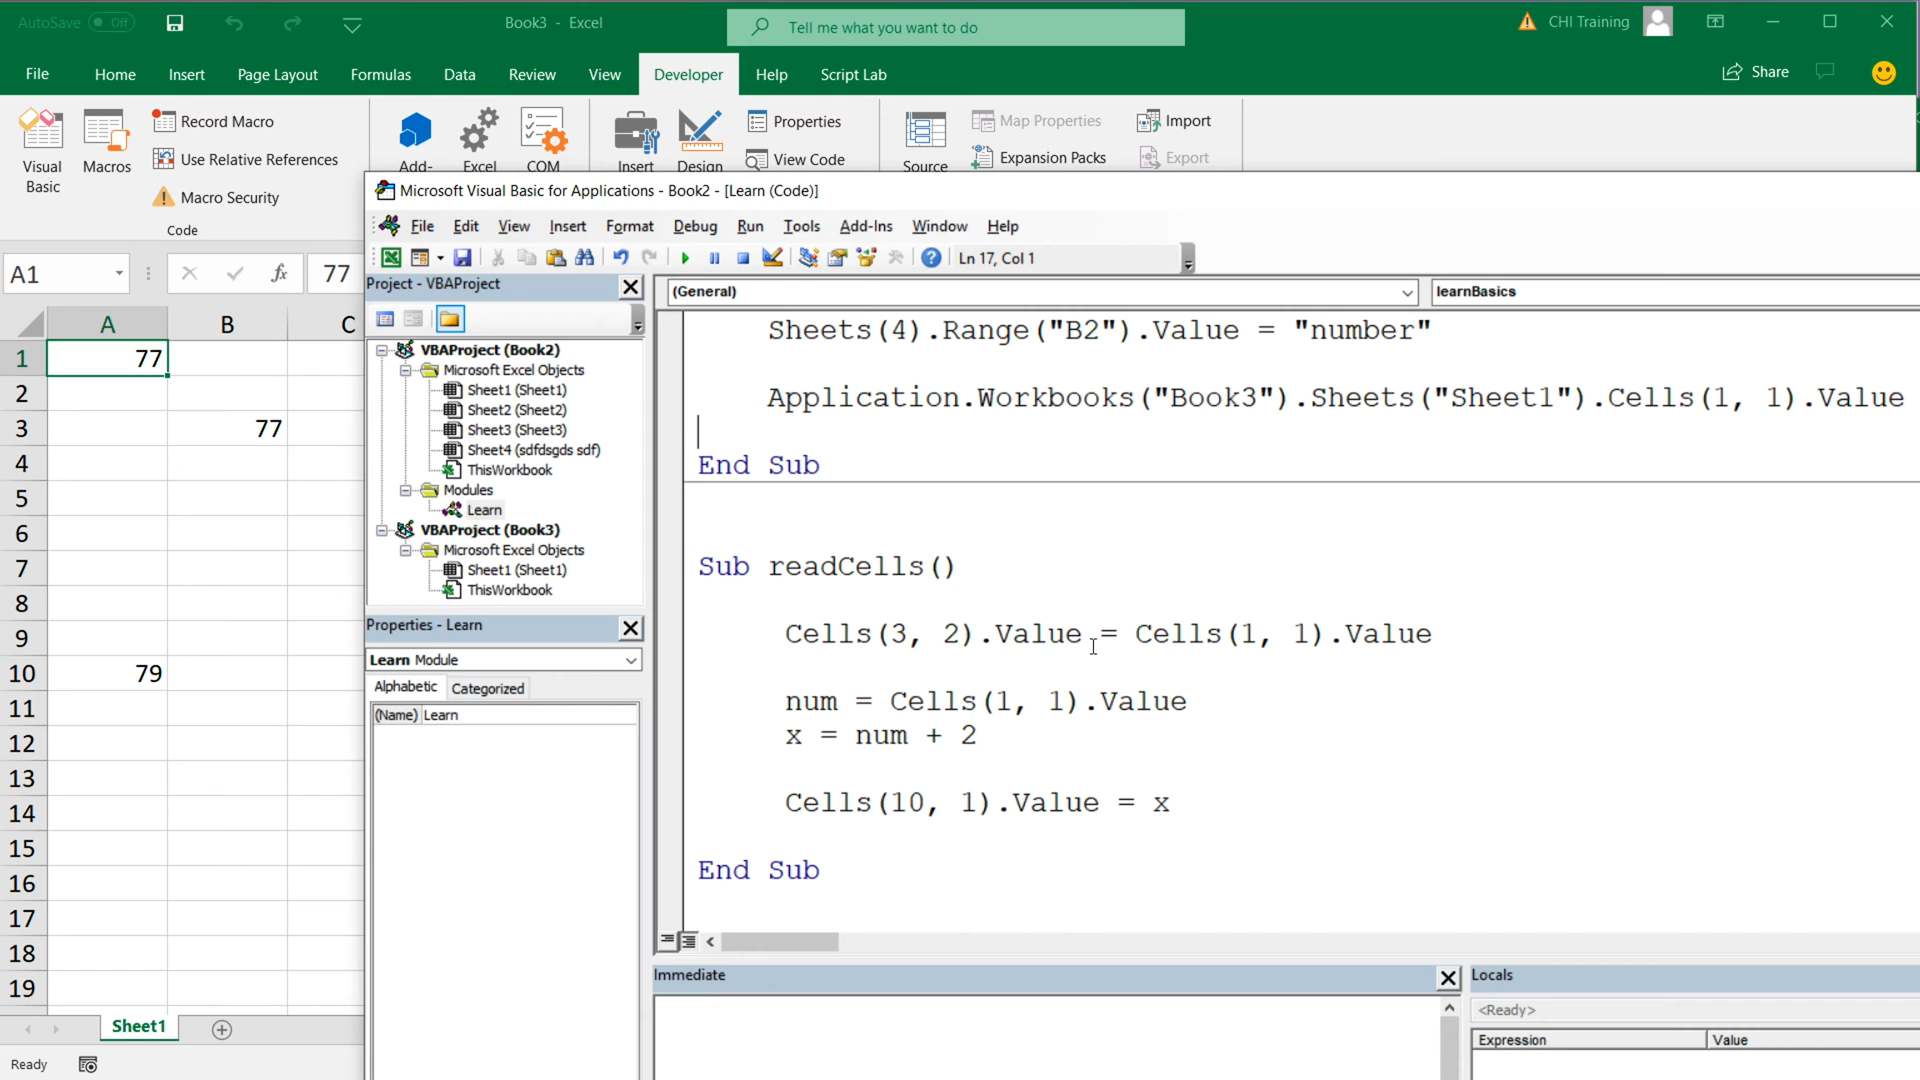 AutoSave Off
Book3 - Excel
Tell me what you want to do
CHI Training
File Home Insert Page Layout Formulas Data Review View Developer Help Script Lab
Share
Visual Basic
Macros
Record Macro
Use Relative References
Macro Security
Code
Add-
Excel
COM
Insert
Design
Properties
View Code
Source
Map Properties
Expansion Packs
Import
Export
A1
fx
77
A B C
1 77
2
3 77
4
5
6
7
8
9
10 79
11
12
13
14
15
16
17
18
19
Sheet1
Ready
Microsoft Visual Basic for Applications - Book2 - [Learn (Code)]
File Edit View Insert Format Debug Run Tools Add-Ins Window Help
Ln 17, Col 1
Project - VBAProject
VBAProject (Book2)
Microsoft Excel Objects
Sheet1 (Sheet1)
Sheet2 (Sheet2)
Sheet3 (Sheet3)
Sheet4 (sdfdsgds sdf)
ThisWorkbook
Modules
Learn
VBAProject (Book3)
Microsoft Excel Objects
Sheet1 (Sheet1)
ThisWorkbook
Properties - Learn
Learn Module
Alphabetic Categorized
(Name) Learn
(General)
learnBasics
Sheets(4).Range("B2").Value = "number"
Application.Workbooks("Book3").Sheets("Sheet1").Cells(1, 1).Value
End Sub
Sub readCells()
Cells(3, 2).Value = Cells(1, 1).Value
num = Cells(1, 1).Value
x = num + 2
Cells(10, 1).Value = x
End Sub
Immediate
Locals
<Ready>
Expression Value